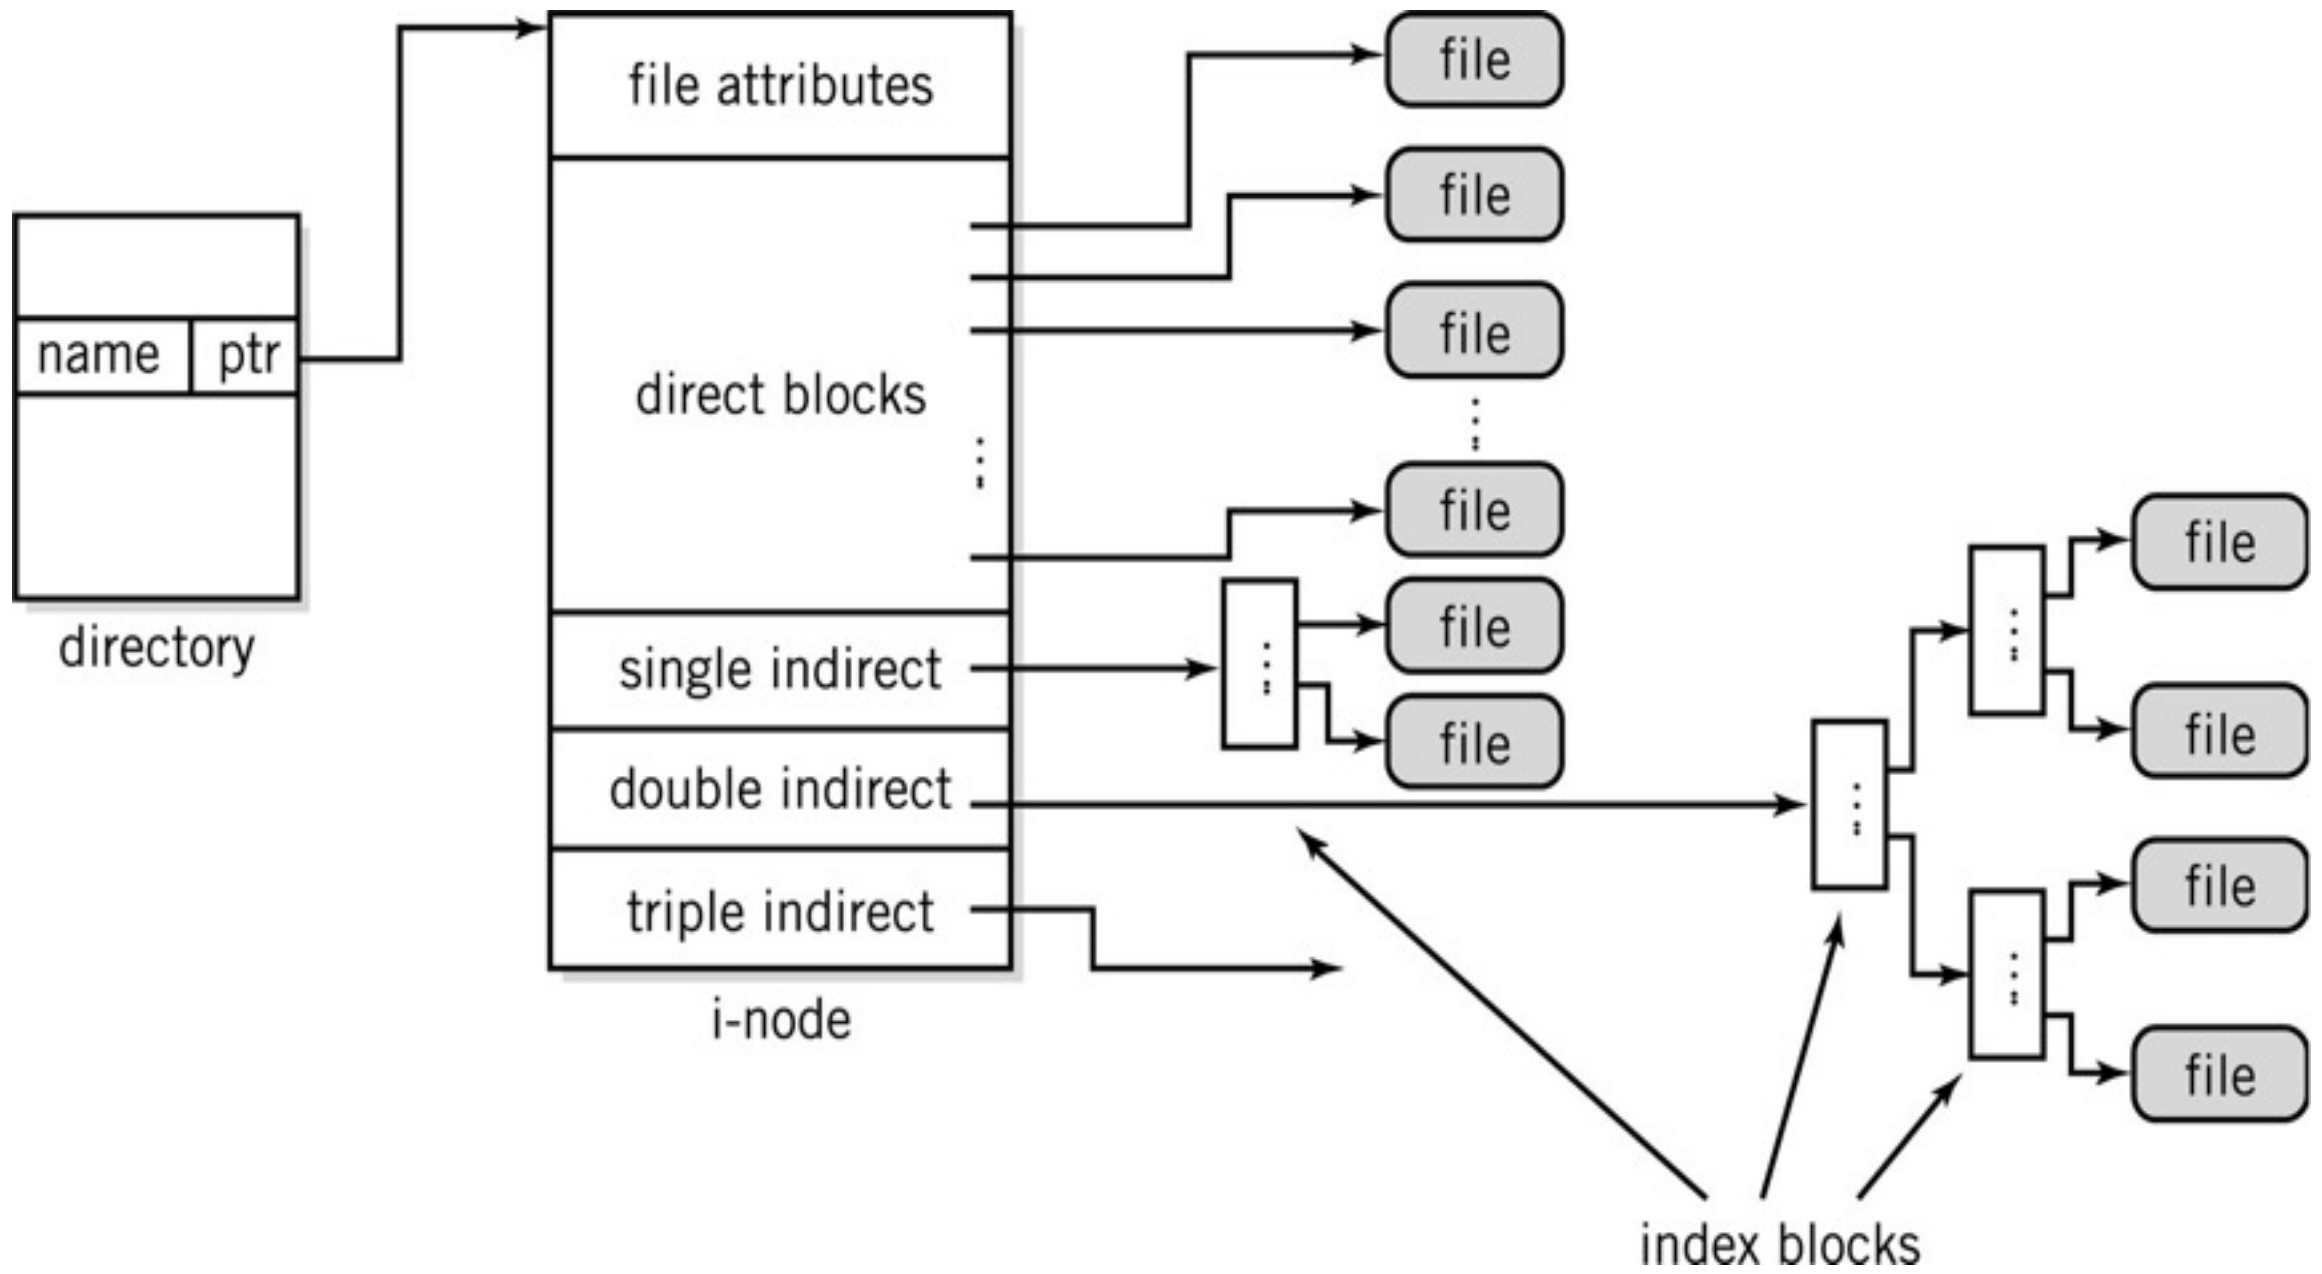 file attributes
file
file
name
ptr
file
direct blocks
file
directory
single indirect
file
file
double indirect
triple indirect
i-node
file
file
file
file
index blocks